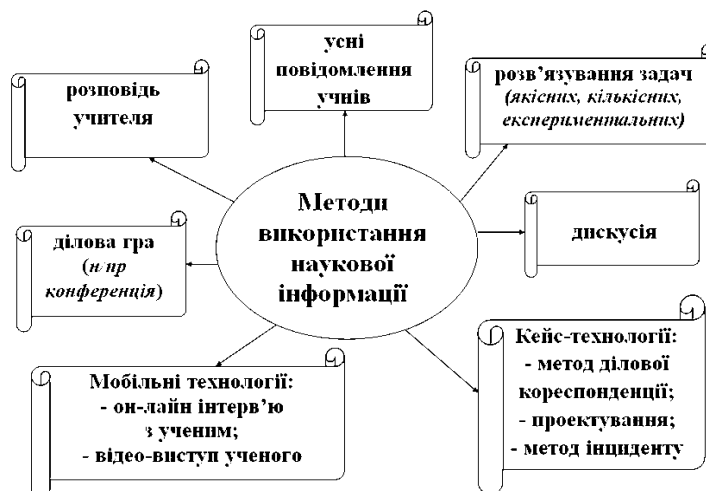 усні
повідомлення
учнів
розповідь
учителя
розв'язування задач
(якісних, кількісних,
експериментальних)
Методи
використання
наукової
інформації
ділова гра
(н/пр
конференція)
дискусія
Мобільні технології:
- он-лайн інтерв'ю
з ученим;
- відео-виступ ученого
Кейс-технології:
- метод ділової
кореспонденції;
- проектування;
- метод інциденту